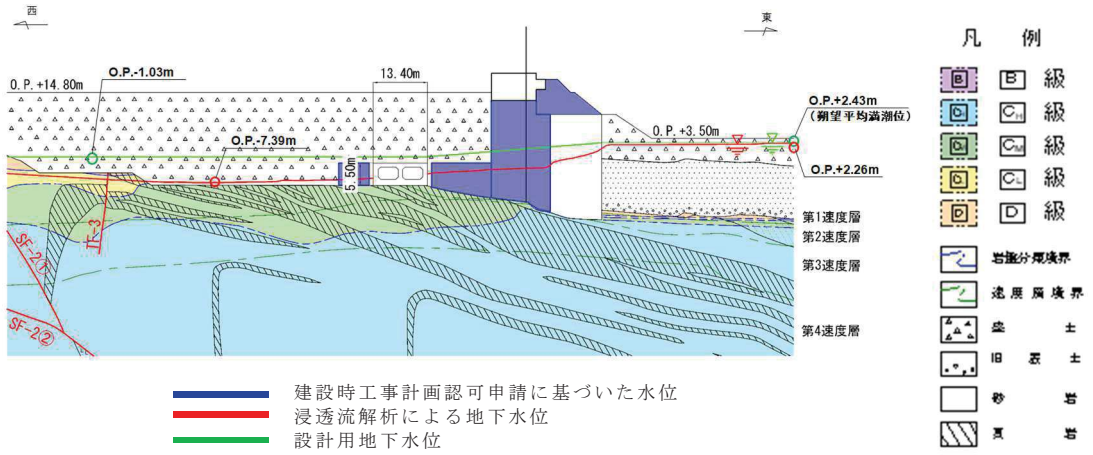 西
東
O.P.-1.03m
13.40m
O.P.+14.80m
O.P.+2.43m
(朔望平均満潮位)
O.P.-7.39m
O.P.+3.50m
5.50m
O.P.+2.26m
TF-3
SF-2①
SF-2②
第1速度層
第2速度層
第3速度層
第4速度層
建設時工事計画認可申請に基づいた水位
浸透流解析による地下水位
設計用地下水位
凡 例
B B 級
CH 級
CM 級
CL 級
D D 級
岩盤分類境界
速度層境界
盛 土
旧 表 土
砂 岩
頁 岩